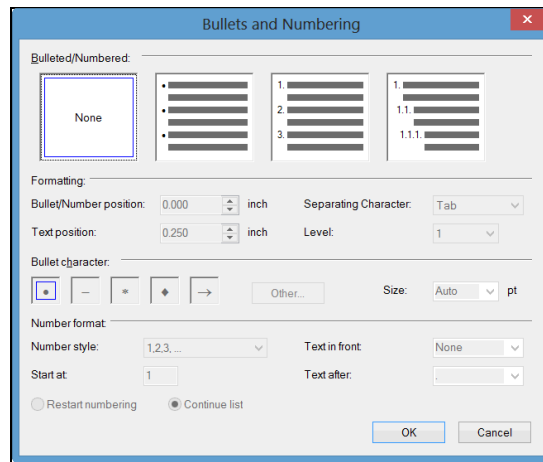 Bullets and Numbering
Bulleted/Numbered:
None
1.
2.
3.
1.
1.1.
1.1.1.
Formatting:
Bullet/Number position: 0.000 inch Separating Character: Tab
Text position: 0.250 inch Level: 1
Bullet character:
• – * ◆ → Other... Size: Auto pt
Number format:
Number style: 1,2,3, ... Text in front: None
Start at: 1 Text after: .
Restart numbering Continue list
OK Cancel